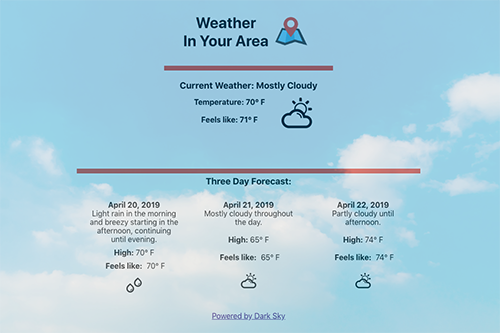 Weather
In Your Area
Current Weather: Mostly Cloudy
Temperature: 70° F
Feels like: 71° F
Three Day Forecast:
April 20, 2019
Light rain in the morning
and breezy starting in the
afternoon, continuing
until evening.
High: 70° F
Feels like: 70° F
April 21, 2019
Mostly cloudy throughout
the day.
High: 65° F
Feels like: 65° F
April 22, 2019
Partly cloudy until
afternoon.
High: 74° F
Feels like: 74° F
Powered by Dark Sky